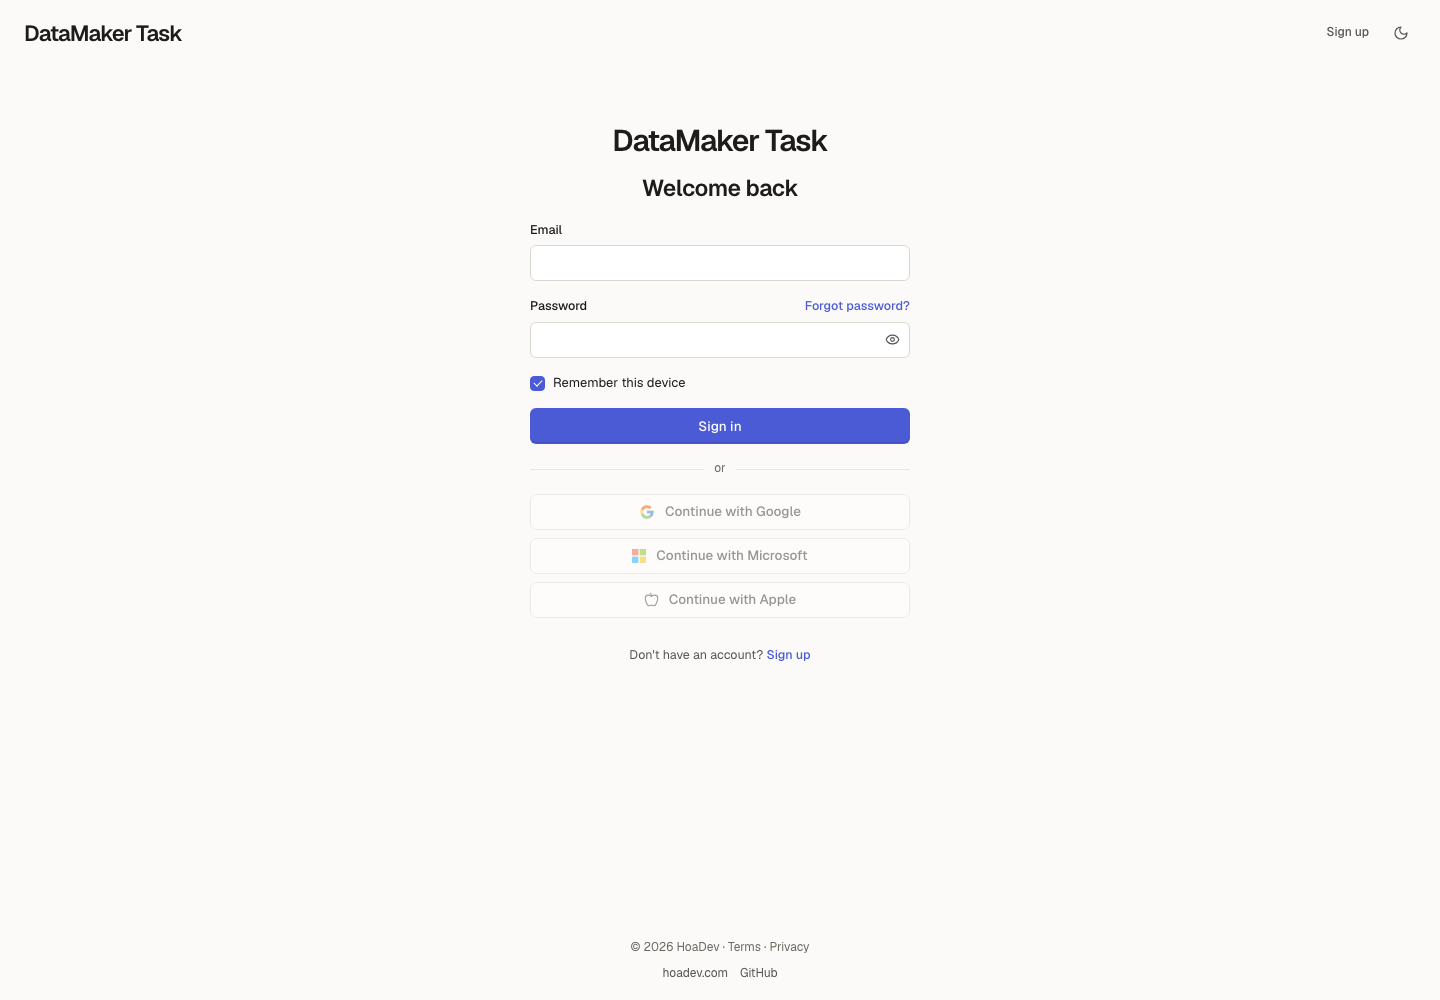 DataMaker Task
Sign up
DataMaker Task
Welcome back
Email
Password
Forgot password?
Remember this device
Sign in
or
Continue with Google
Continue with Microsoft
Continue with Apple
Don't have an account? Sign up
© 2026 HoaDev · Terms · Privacy
hoadev.com GitHub